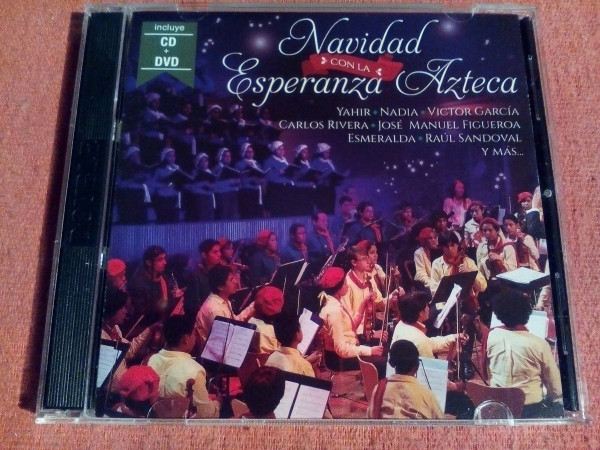 incluye
CD
+
DVD
Navidad
CON LA
Esperanza Azteca
YAHIR • NADIA • VICTOR GARCÍA
CARLOS RIVERA • JOSÉ MANUEL FIGUEROA
ESMERALDA • RAÚL SANDOVAL
Y MÁS...